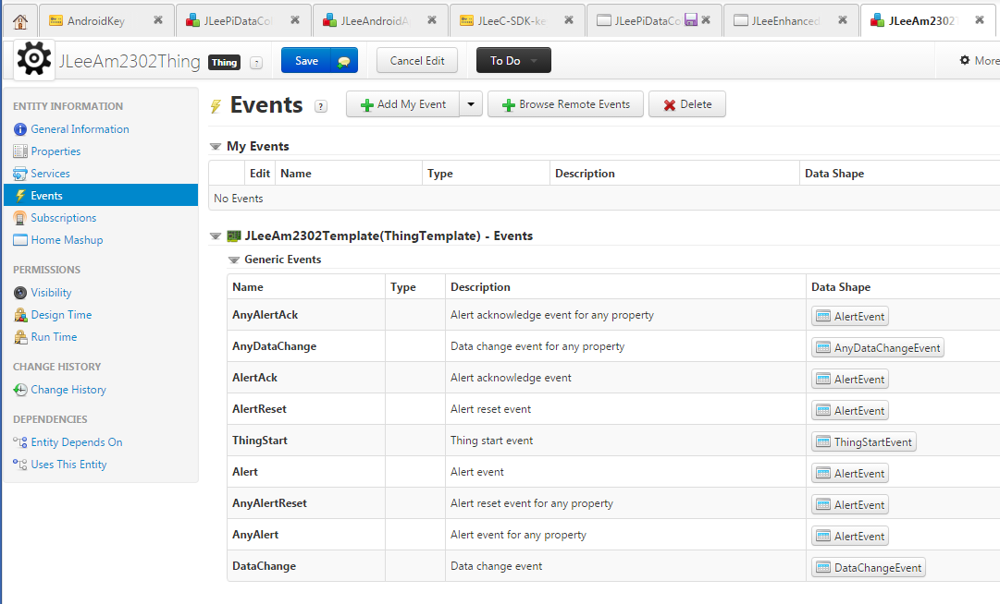 AndroidKey JLeePiDataCo JLeeAndroidA JLeeC-SDK-ke JLeePiDataCo JLeeEnhanced JLeeAm2302
JLeeAm2302Thing Thing ? Save Cancel Edit To Do More
ENTITY INFORMATION
General Information
Properties
Services
Events
Subscriptions
Home Mashup
PERMISSIONS
Visibility
Design Time
Run Time
CHANGE HISTORY
Change History
DEPENDENCIES
Entity Depends On
Uses This Entity
Events ? Add My Event Browse Remote Events Delete
My Events
Edit Name Type Description Data Shape
No Events
JLeeAm2302Template(ThingTemplate) - Events
Generic Events
Name Type Description Data Shape
AnyAlertAck Alert acknowledge event for any property AlertEvent
AnyDataChange Data change event for any property AnyDataChangeEvent
AlertAck Alert acknowledge event AlertEvent
AlertReset Alert reset event AlertEvent
ThingStart Thing start event ThingStartEvent
Alert Alert event AlertEvent
AnyAlertReset Alert reset event for any property AlertEvent
AnyAlert Alert event for any property AlertEvent
DataChange Data change event DataChangeEvent